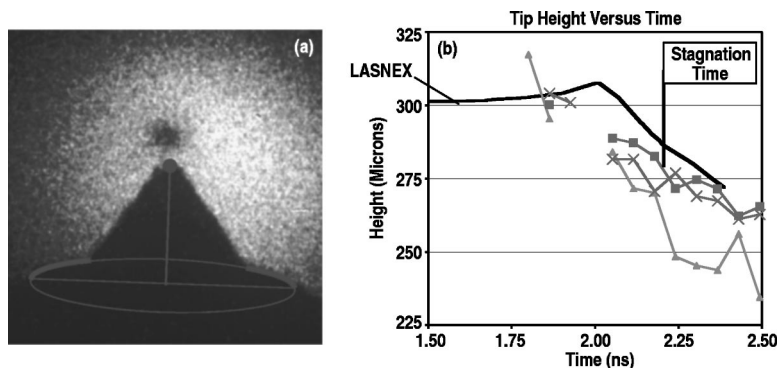 (a)
Tip Height Versus Time
(b)
LASNEX
Stagnation
Time
Height (Microns)
325
300
275
250
225
1.50
1.75
2.00
2.25
2.50
Time (ns)